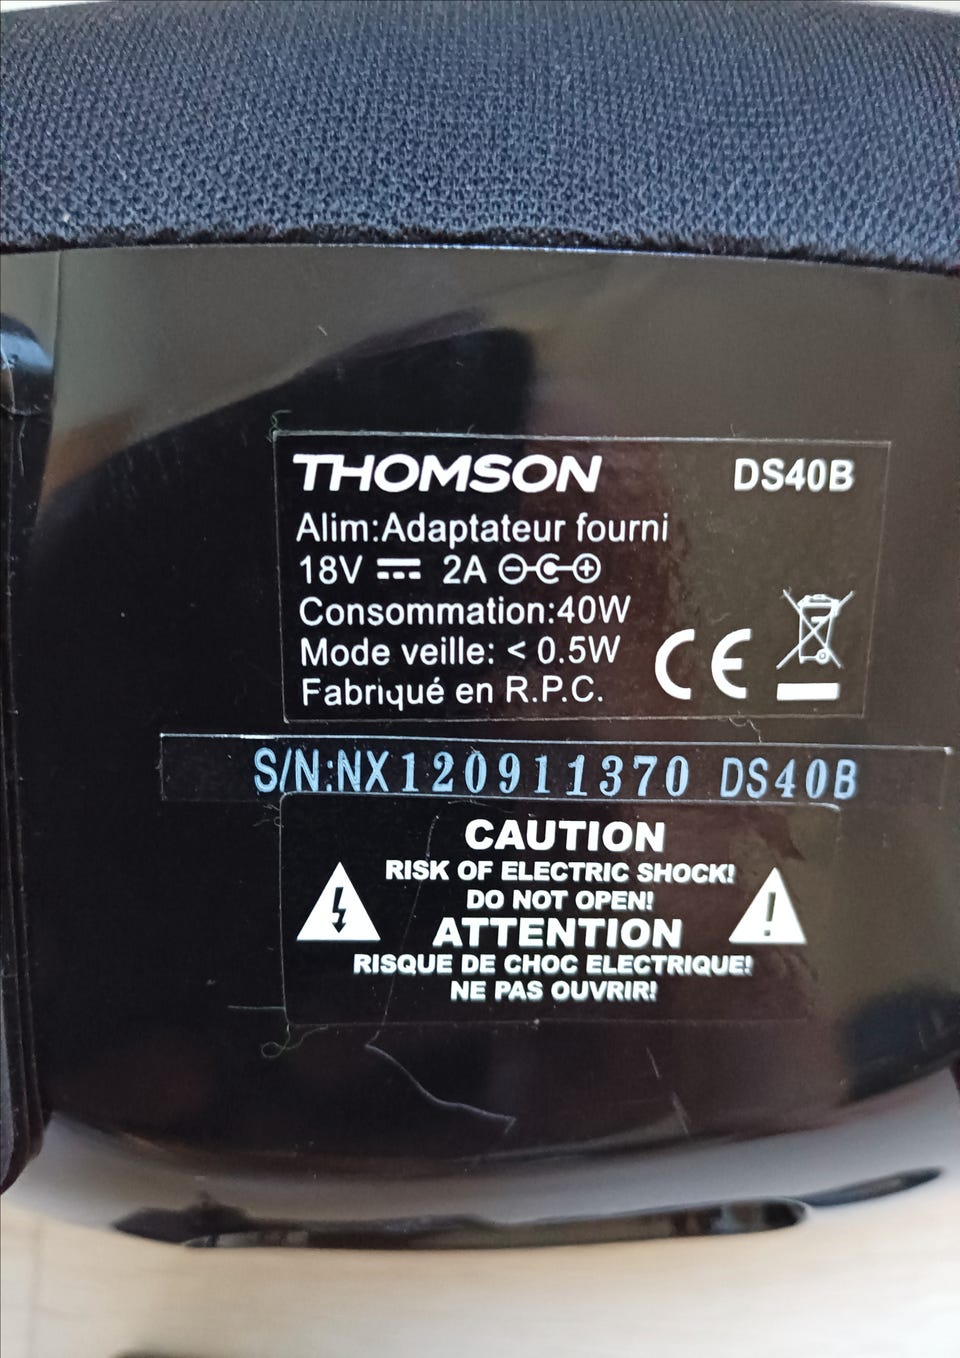 THOMSON DS40B
Alim:Adaptateur fourni
18V ⎓ 2A
Consommation:40W
Mode veille: < 0.5W
Fabriqué en R.P.C.
CE
S/N:NX120911370 DS40B
CAUTION
RISK OF ELECTRIC SHOCK!
DO NOT OPEN!
ATTENTION
RISQUE DE CHOC ELECTRIQUE!
NE PAS OUVRIR!